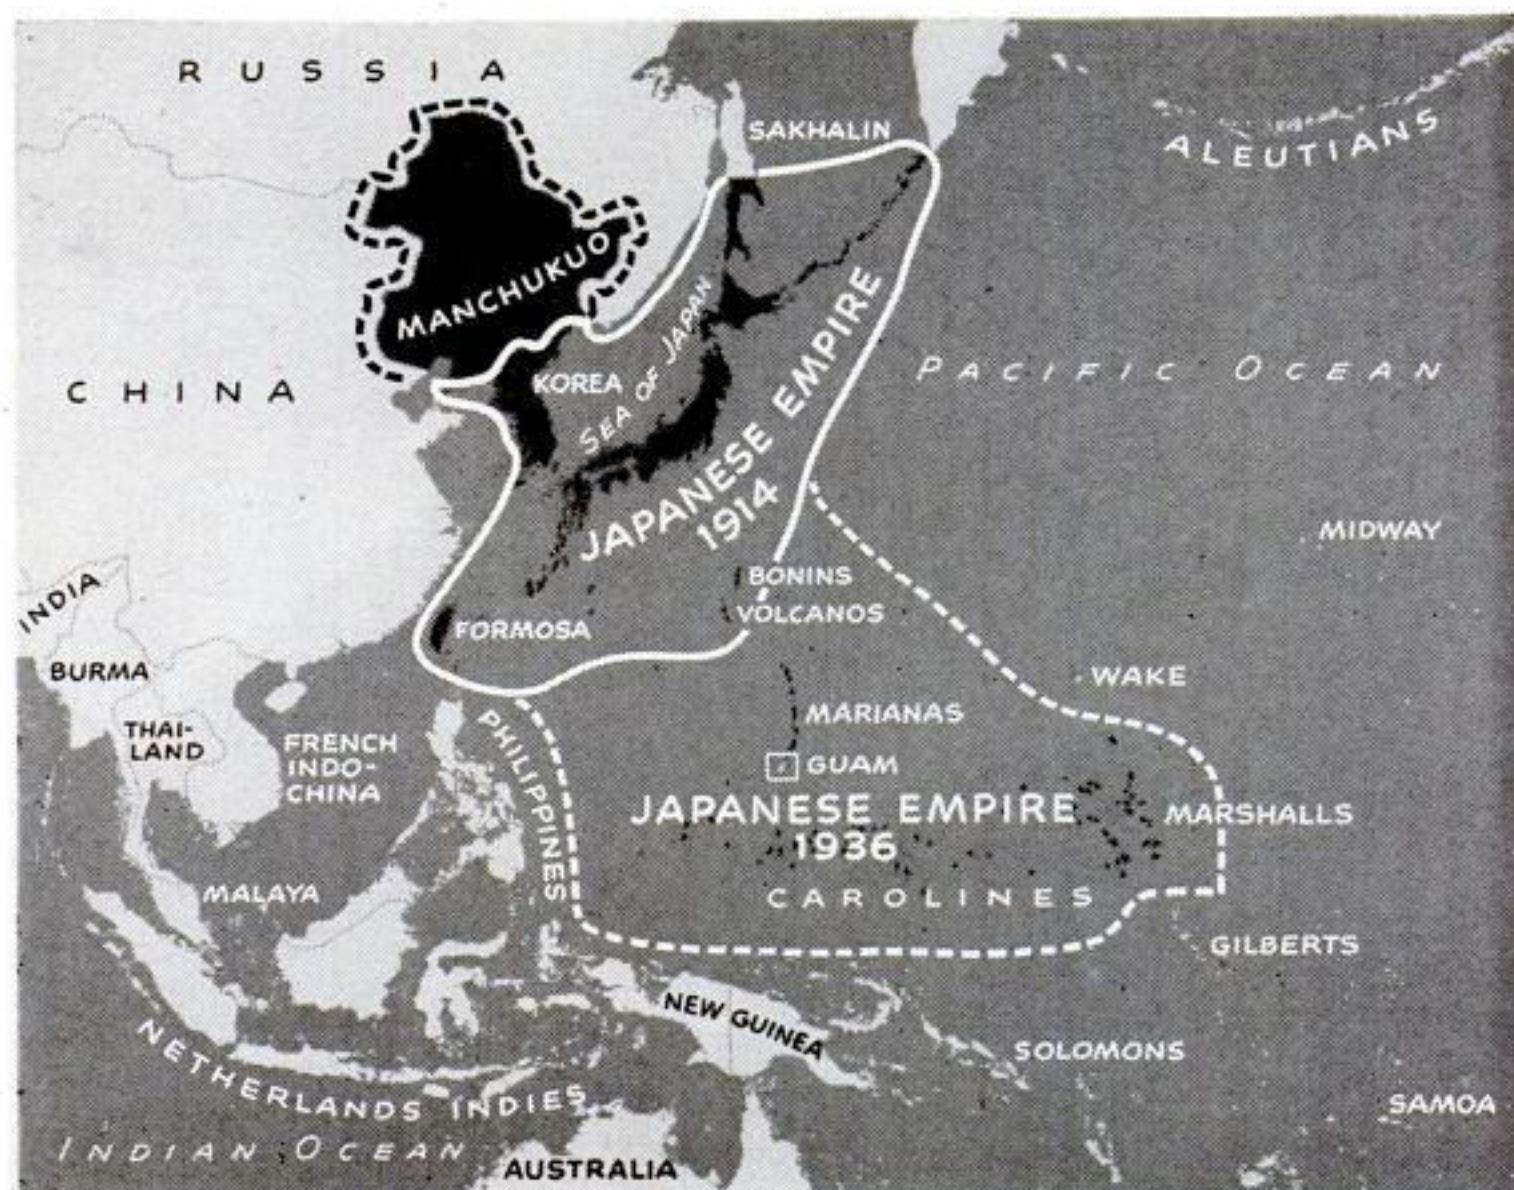 RUSSIA
SAKHALIN
ALEUTIANS
MANCHUKUO
SEA OF JAPAN
KOREA
CHINA
PACIFIC OCEAN
JAPANESE EMPIRE
1914
MIDWAY
BONINS
VOLCANOS
INDIA
FORMOSA
BURMA
WAKE
THAI-
LAND
FRENCH
INDO-
CHINA
PHILIPPINES
MARIANAS
GUAM
JAPANESE EMPIRE
1936
MARSHALLS
MALAYA
CAROLINES
GILBERTS
NEW GUINEA
SOLOMONS
NETHERLANDS INDIES
SAMOA
INDIAN OCEAN
AUSTRALIA